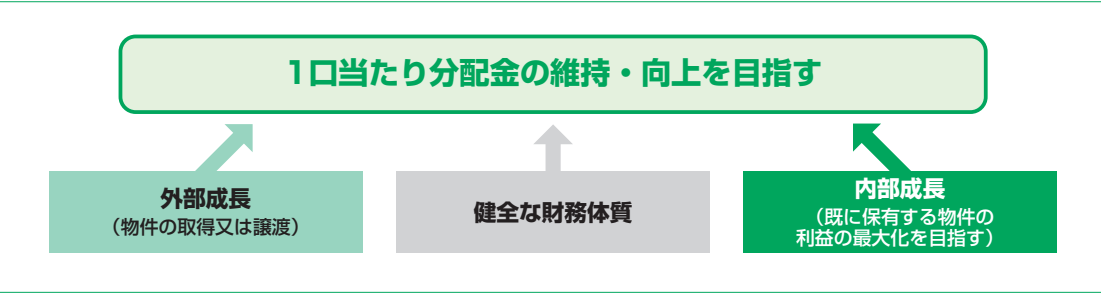 1口当たり分配金の維持・向上を目指す
外部成長
（物件の取得又は譲渡）
健全な財務体質
内部成長
（既に保有する物件の
利益の最大化を目指す）